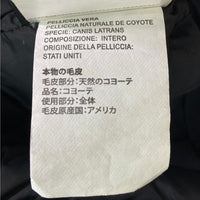 PELLICCIA VERA
PELLICCIA NATURALE DE COYOTE
SPECIE: CANIS LATRANS
COMPOSIZIONE: INTERO
ORIGINE DELLA PELLICCIA:
STATI UNITI
本物の毛皮
毛皮部分：天然のコヨーテ
品名：コヨーテ
使用部分：全体
毛皮原産国：アメリカ